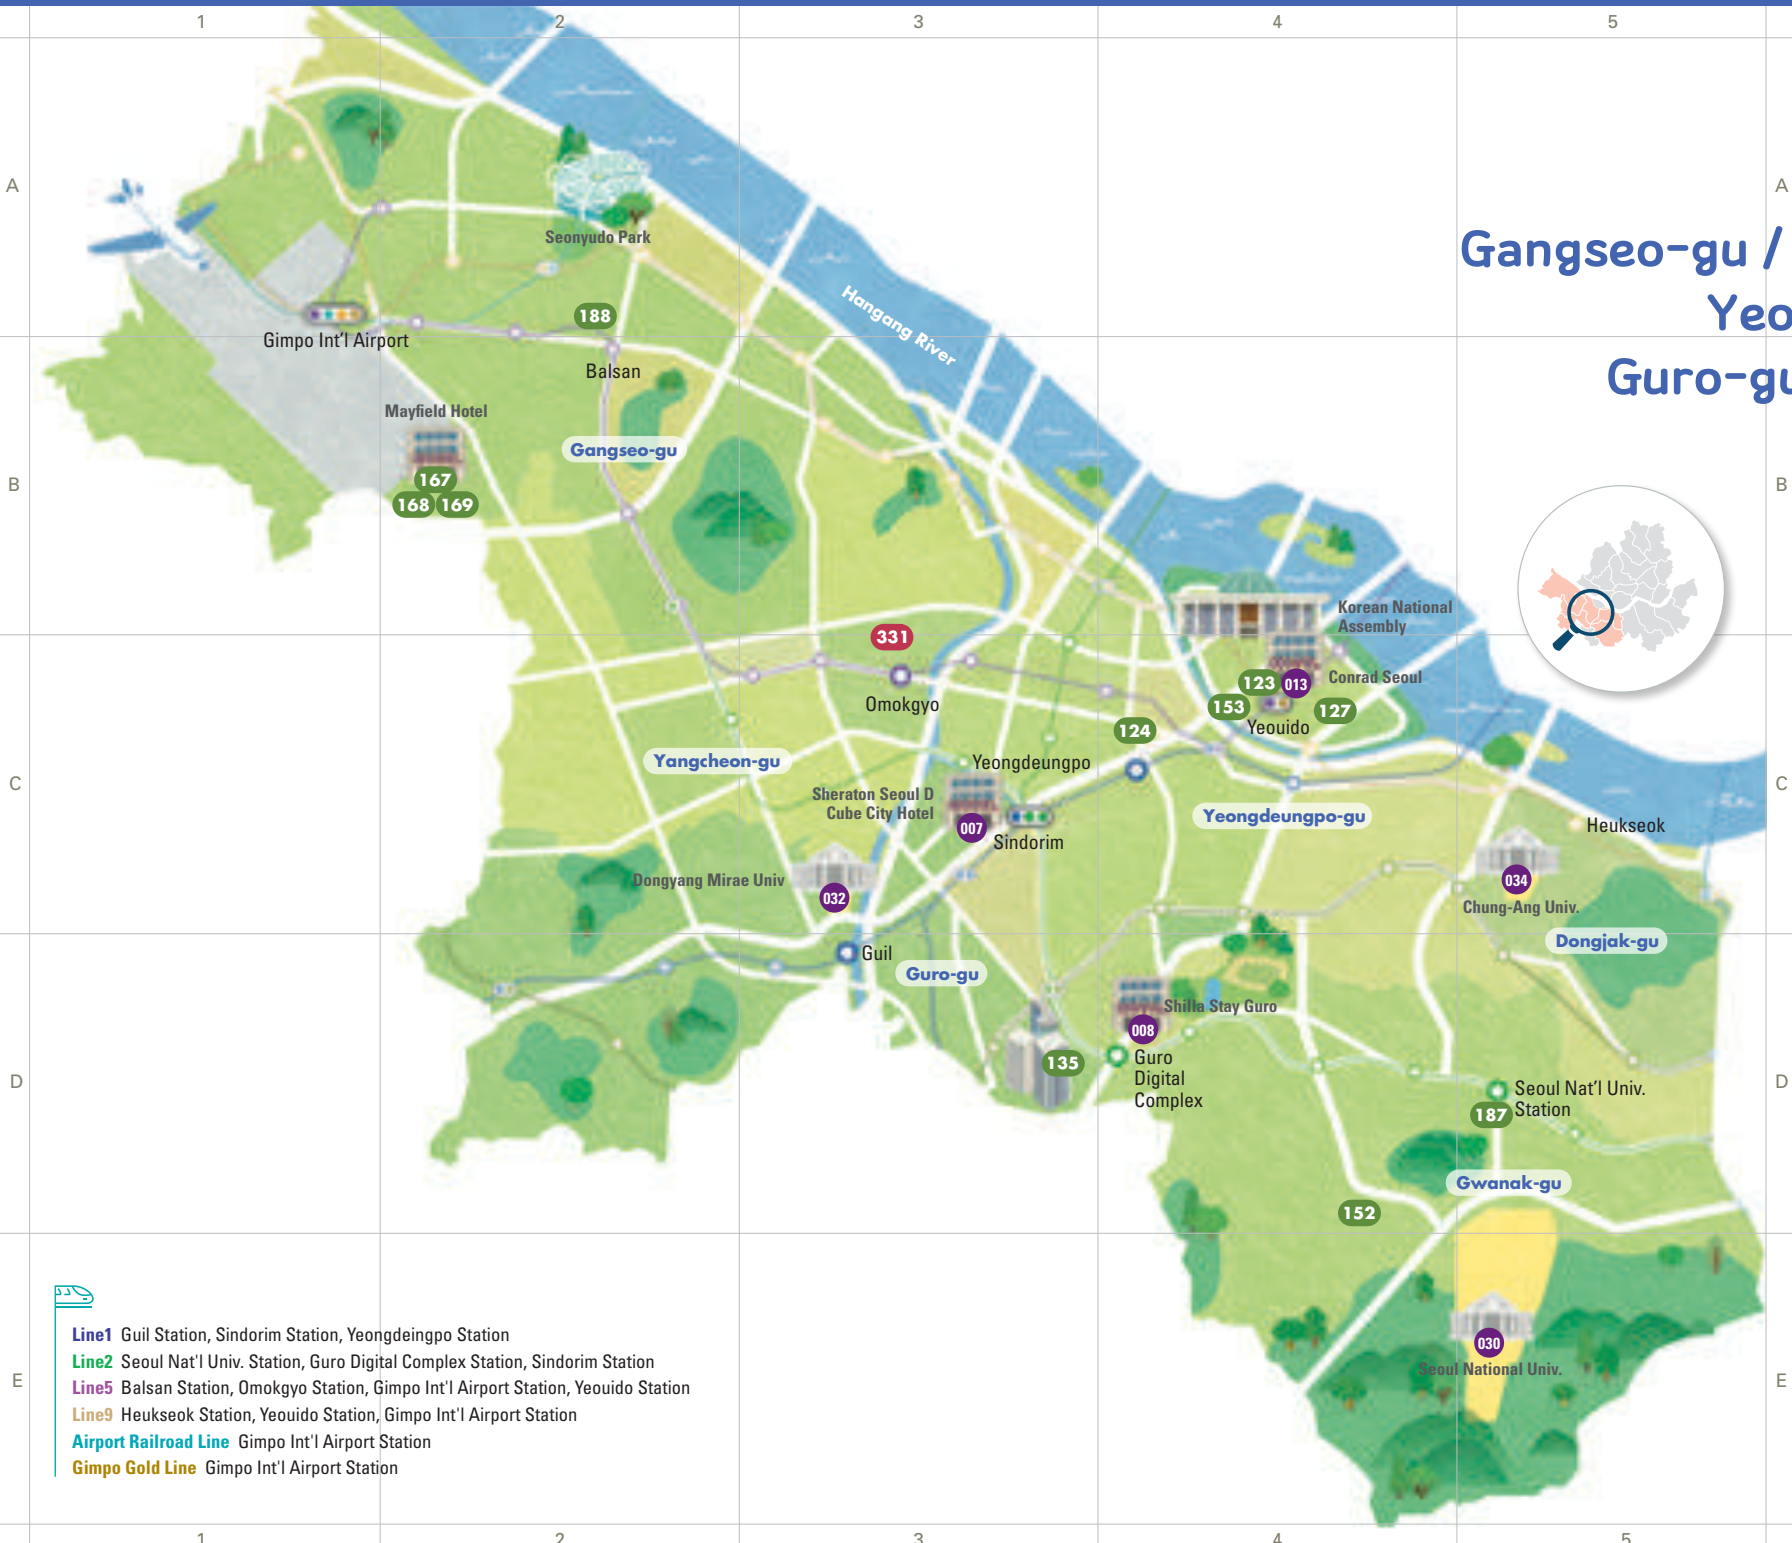 1 2 3 4 5
A A
Gangseo-gu /
Seonyudo Park
Hangang River
188
Gimpo Int'l Airport
Balsan
Mayfield Hotel
Gangseo-gu
167
168 169
B B
Korean National
Assembly
331
Omokgyo
123 013
Conrad Seoul
153
127
Yeouido
124
Yangcheon-gu
Yeongdeungpo
C C
Sheraton Seoul D
Cube City Hotel
007
Sindorim
Yeongdeungpo-gu
Heukseok
Dongyang Mirae Univ
032
034
Chung-Ang Univ.
Dongjak-gu
Guil
Guro-gu
Shilla Stay Guro
008
135
Guro
Digital
Complex
D D
Seoul Nat'l Univ.
Station
187
Gwanak-gu
152
030
Seoul National Univ.
E E
Line1 Guil Station, Sindorim Station, Yeongdeingpo Station
Line2 Seoul Nat'l Univ. Station, Guro Digital Complex Station, Sindorim Station
Line5 Balsan Station, Omokgyo Station, Gimpo Int'l Airport Station, Yeouido Station
Line9 Heukseok Station, Yeouido Station, Gimpo Int'l Airport Station
Airport Railroad Line Gimpo Int'l Airport Station
Gimpo Gold Line Gimpo Int'l Airport Station
1 2 3 4 5